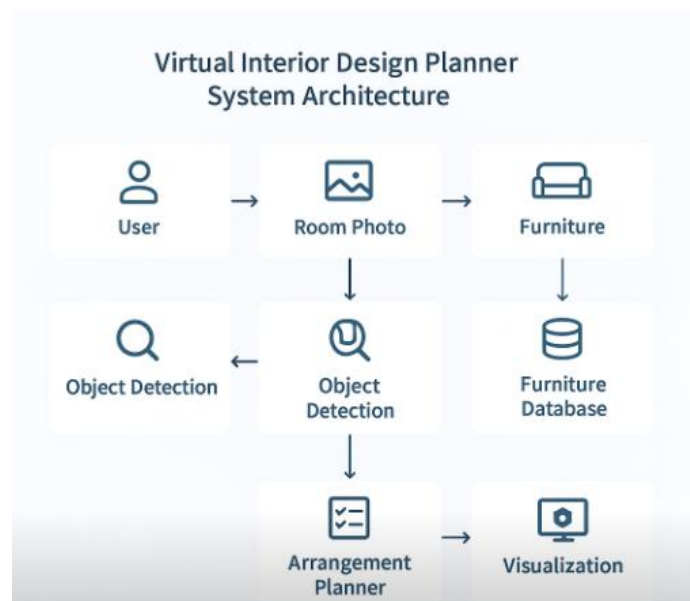 Virtual Interior Design Planner
System Architecture
User
Room Photo
Furniture
Object Detection
Object
Detection
Furniture
Database
Arrangement
Planner
Visualization